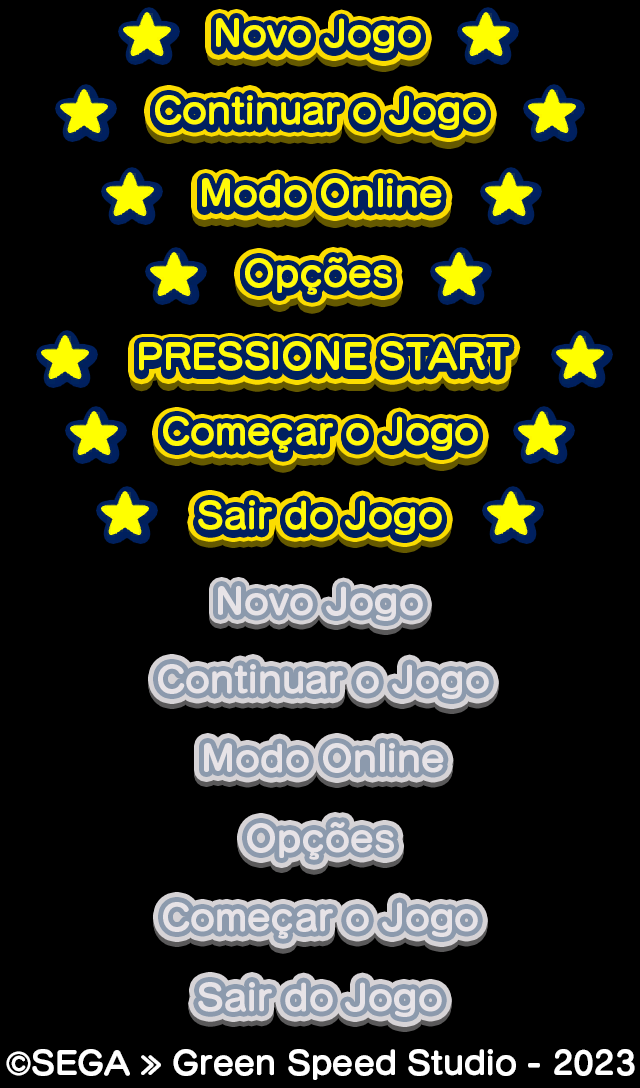 Novo Jogo
Continuar o Jogo
Modo Online
Opções
PRESSIONE START
Começar o Jogo
Sair do Jogo
Novo Jogo
Continuar o Jogo
Modo Online
Opções
Começar o Jogo
Sair do Jogo
©SEGA » Green Speed Studio - 2023